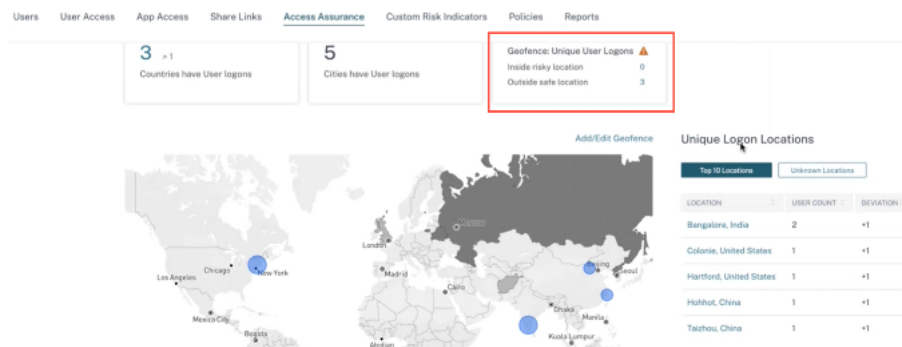 Users User Access App Access Share Links Access Assurance Custom Risk Indicators Policies Reports
3 ↗ 1
Countries have User logons
5
Cities have User logons
Geofence: Unique User Logons
Inside risky location 0
Outside safe location 3
Add/Edit Geofence
Unique Logon Locations
Top 10 Locations Unknown Locations
LOCATION USER COUNT DEVIATION
Bangalore, India 2 +1
Colonie, United States 1 +1
Hartford, United States 1 +1
Hohhot, China 1 +1
Taizhou, China 1 +1
Moscow
London
Madrid
Chicago
New York
Los Angeles
Beijing
Seoul
Cairo
Dhaka
Mexico City
Manila
Bogota
Kuala Lumpur
Abidjan